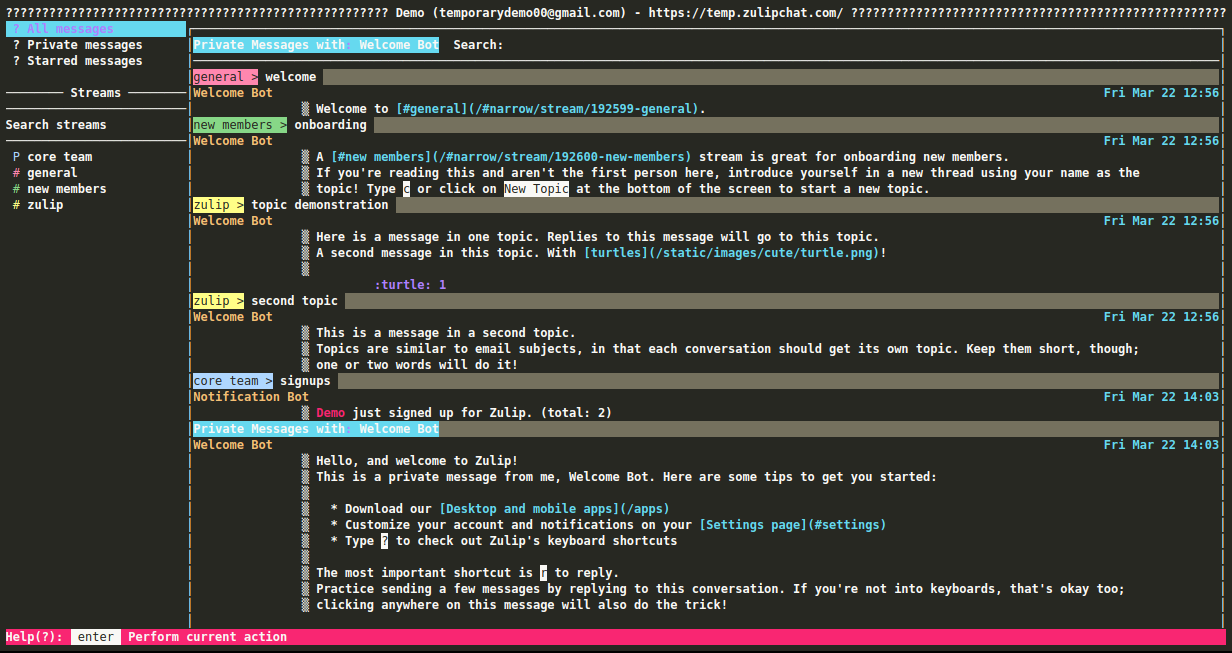 ????????????????????????????????????????????????????? Demo (temporarydemo00@gmail.com) - https://temp.zulipchat.com/ ????????????????????????????????????????????????????
? All messages
? Private messages
? Starred messages
Streams
Search streams
P core team
# general
# new members
# zulip
Private Messages with: Welcome Bot Search:
general > welcome
Welcome Bot Fri Mar 22 12:56
Welcome to [#general](/#narrow/stream/192599-general).
new members > onboarding
Welcome Bot Fri Mar 22 12:56
A [#new members](/#narrow/stream/192600-new-members) stream is great for onboarding new members.
If you're reading this and aren't the first person here, introduce yourself in a new thread using your name as the
topic! Type c or click on New Topic at the bottom of the screen to start a new topic.
zulip > topic demonstration
Welcome Bot Fri Mar 22 12:56
Here is a message in one topic. Replies to this message will go to this topic.
A second message in this topic. With [turtles](/static/images/cute/turtle.png)!
:turtle: 1
zulip > second topic
Welcome Bot Fri Mar 22 12:56
This is a message in a second topic.
Topics are similar to email subjects, in that each conversation should get its own topic. Keep them short, though;
one or two words will do it!
core team > signups
Notification Bot Fri Mar 22 14:03
Demo just signed up for Zulip. (total: 2)
Private Messages with: Welcome Bot
Welcome Bot Fri Mar 22 14:03
Hello, and welcome to Zulip!
This is a private message from me, Welcome Bot. Here are some tips to get you started:
* Download our [Desktop and mobile apps](/apps)
* Customize your account and notifications on your [Settings page](#settings)
* Type ? to check out Zulip's keyboard shortcuts
The most important shortcut is r to reply.
Practice sending a few messages by replying to this conversation. If you're not into keyboards, that's okay too;
clicking anywhere on this message will also do the trick!
Help(?): enter Perform current action